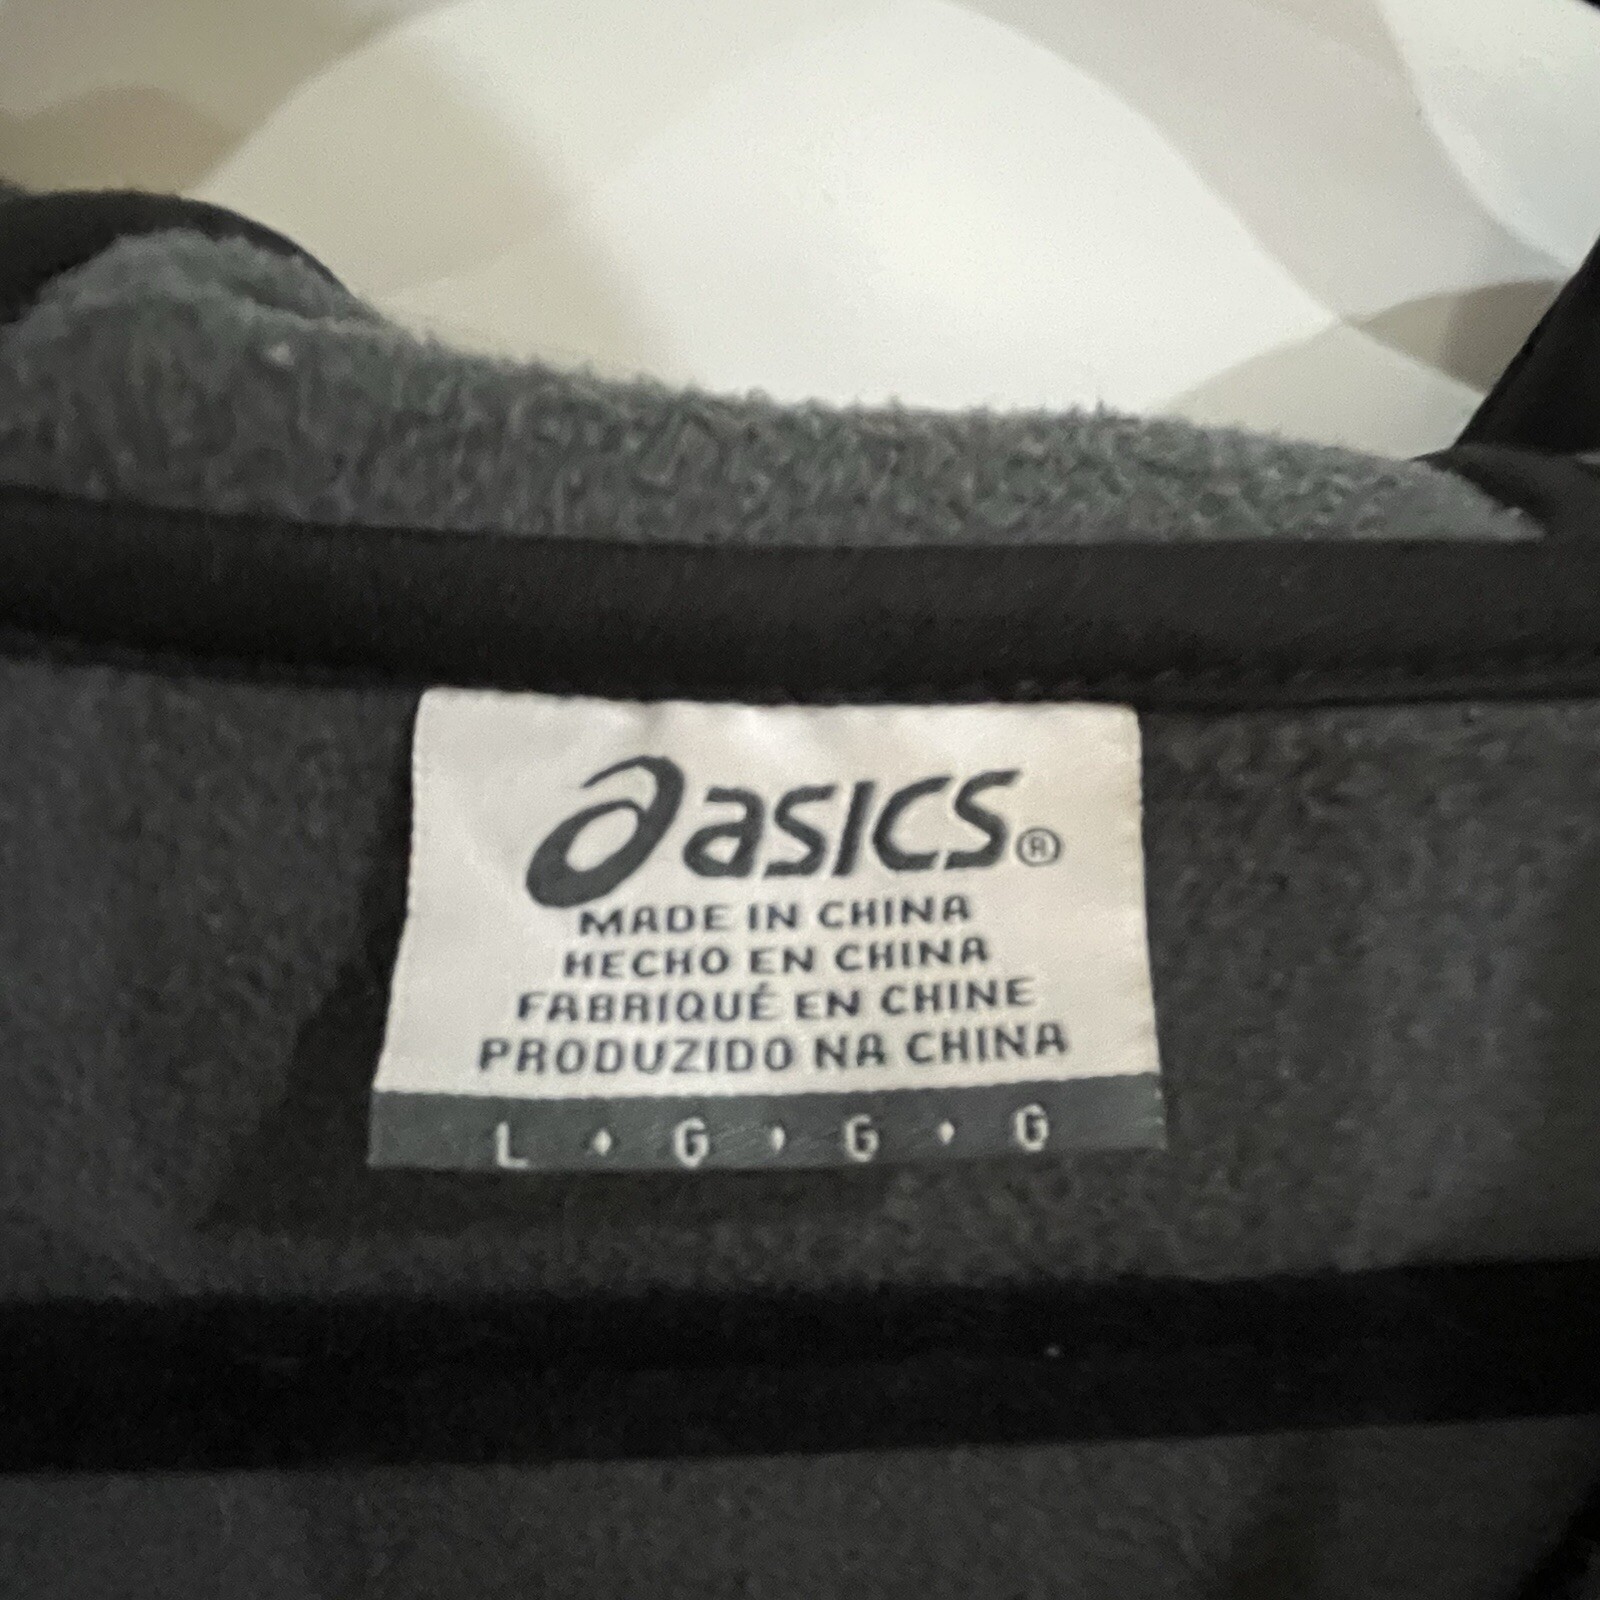 asics®
MADE IN CHINA
HECHO EN CHINA
FABRIQUÉ EN CHINE
PRODUZIDO NA CHINA
L ♦ G ♦ G ♦ G